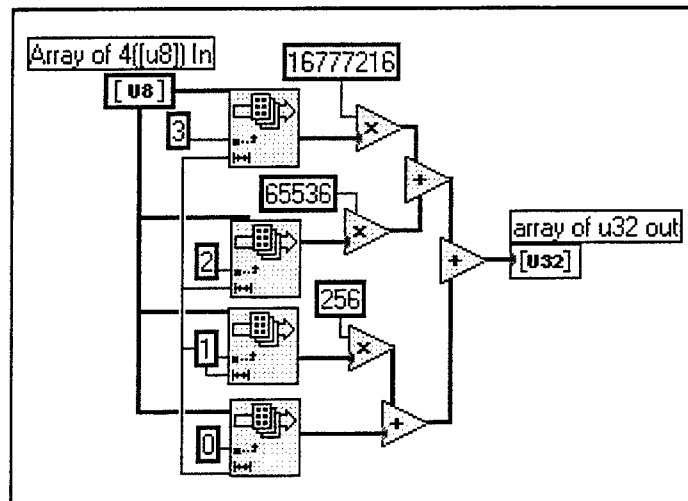 Array of 4([u8]) In
[U8]
16777216
3
65536
2
array of u32 out
[U32]
256
1
0